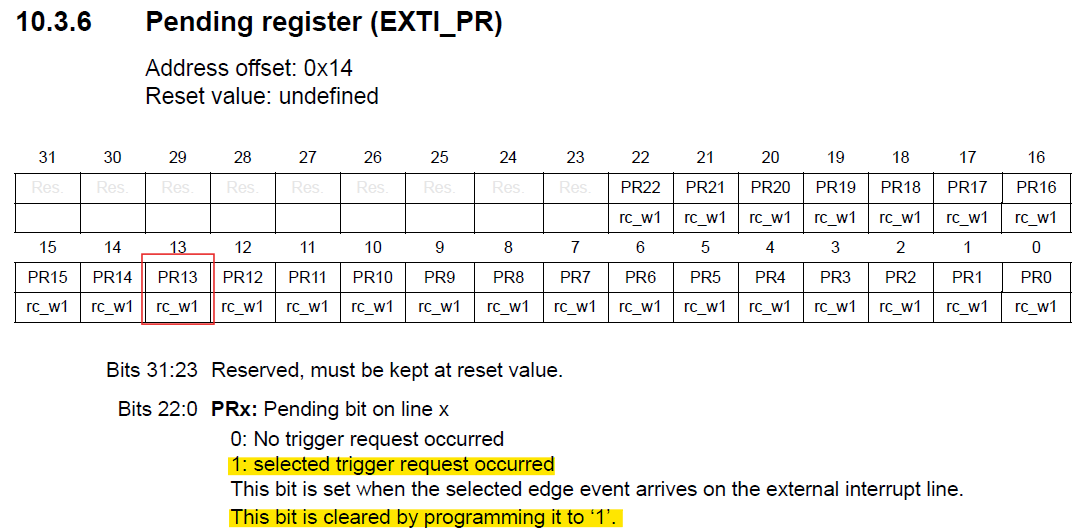 10.3.6 Pending register (EXTI_PR)
Address offset: 0x14
Reset value: undefined
31 30 29 28 27 26 25 24 23 22 21 20 19 18 17 16
Res. Res. Res. Res. Res. Res. Res. Res. Res. PR22 PR21 PR20 PR19 PR18 PR17 PR16
rc_w1 rc_w1 rc_w1 rc_w1 rc_w1 rc_w1 rc_w1
15 14 13 12 11 10 9 8 7 6 5 4 3 2 1 0
PR15 PR14 PR13 PR12 PR11 PR10 PR9 PR8 PR7 PR6 PR5 PR4 PR3 PR2 PR1 PR0
rc_w1 rc_w1 rc_w1 rc_w1 rc_w1 rc_w1 rc_w1 rc_w1 rc_w1 rc_w1 rc_w1 rc_w1 rc_w1 rc_w1 rc_w1 rc_w1
Bits 31:23 Reserved, must be kept at reset value.
Bits 22:0 PRx: Pending bit on line x
0: No trigger request occurred
1: selected trigger request occurred
This bit is set when the selected edge event arrives on the external interrupt line.
This bit is cleared by programming it to ‘1’.